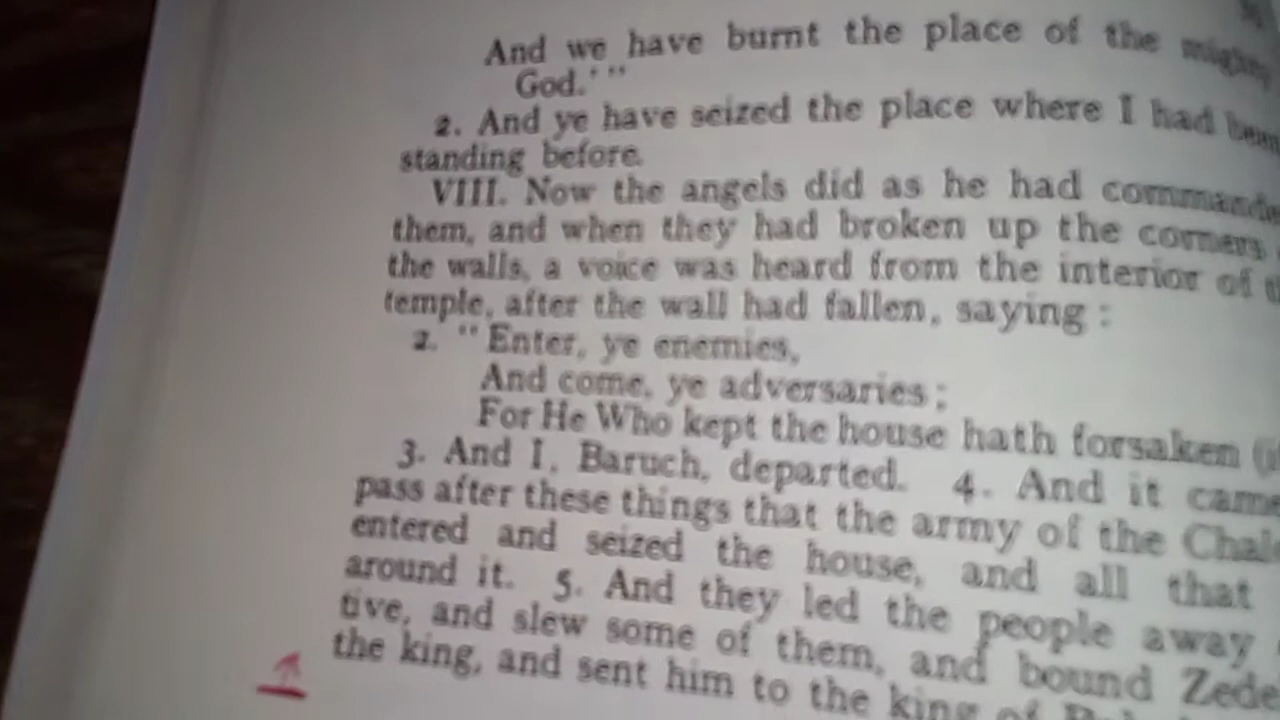 And we have burnt the place of the mighty
God.' "
2. And ye have seized the place where I had been
standing before.
VIII. Now the angels did as he had commande
them, and when they had broken up the corners
the walls, a voice was heard from the interior of t
temple, after the wall had fallen, saying :
2. " Enter, ye enemies,
And come, ye adversaries ;
For He Who kept the house hath forsaken (i
3. And I, Baruch, departed. 4. And it came
pass after these things that the army of the Chal
entered and seized the house, and all that
around it. 5. And they led the people away
tive, and slew some of them, and bound Zede
the king, and sent him to the king of